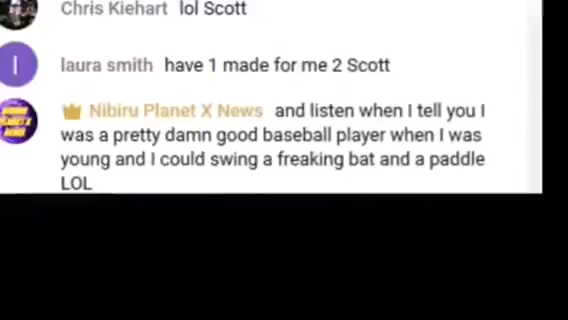 Chris Kiehart lol Scott
laura smith have 1 made for me 2 Scott
Nibiru Planet X News and listen when I tell you I
was a pretty damn good baseball player when I was
young and I could swing a freaking bat and a paddle
LOL